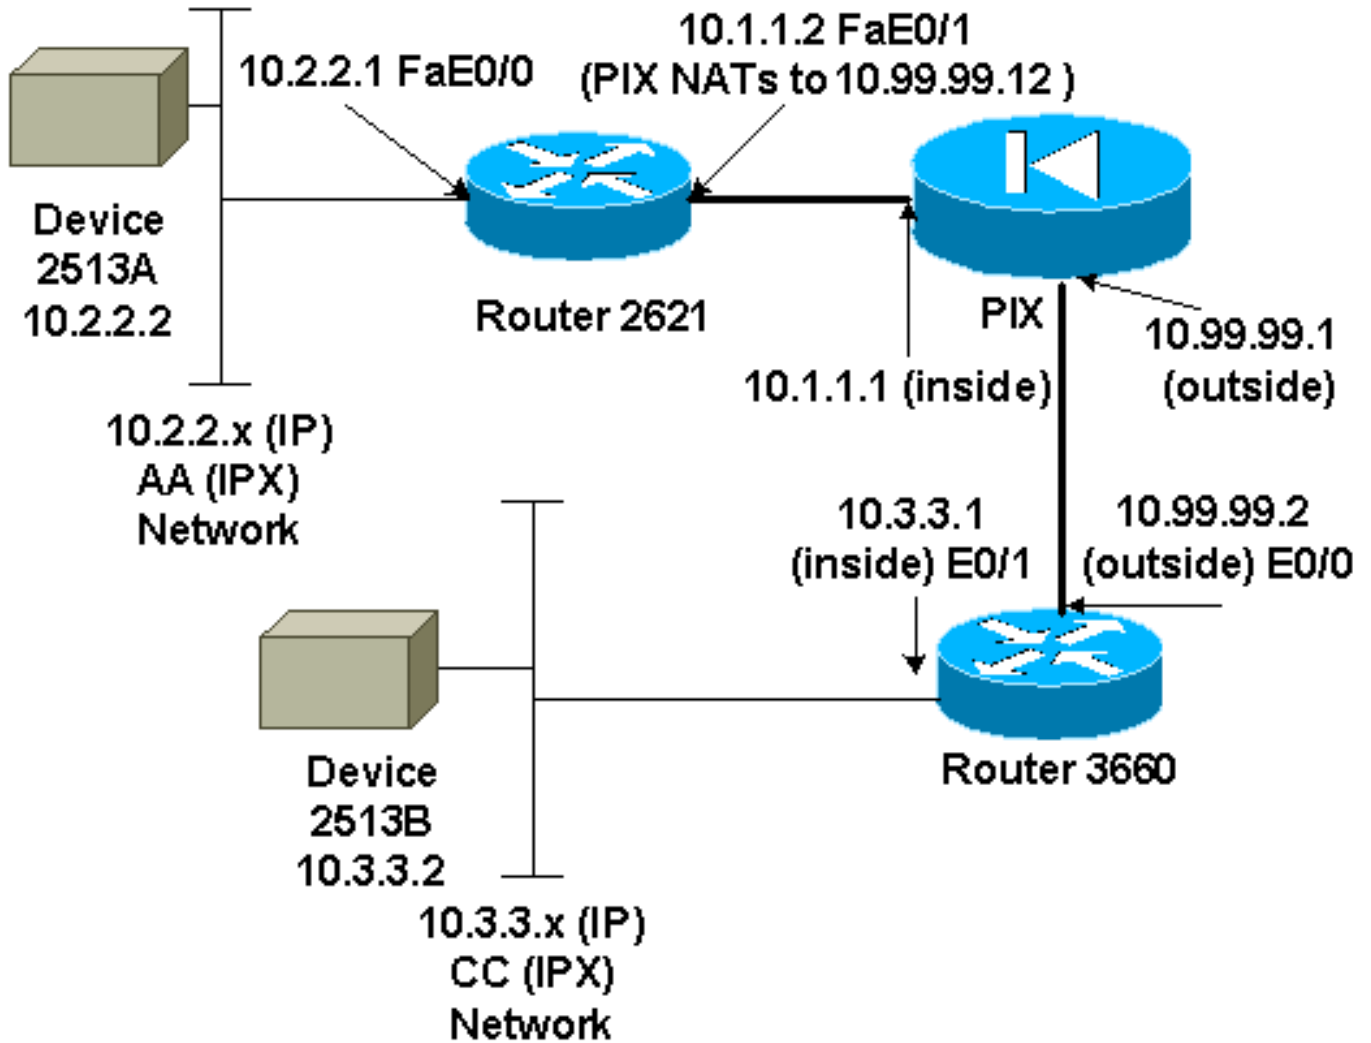 10.1.1.2 FaE0/1
(PIX NATs to 10.99.99.12 )
10.2.2.1 FaE0/0
Device
2513A
10.2.2.2
Router 2621
PIX
10.99.99.1
(outside)
10.1.1.1 (inside)
10.2.2.x (IP)
AA (IPX)
Network
10.3.3.1
(inside) E0/1
10.99.99.2
(outside) E0/0
Router 3660
Device
2513B
10.3.3.2
10.3.3.x (IP)
CC (IPX)
Network